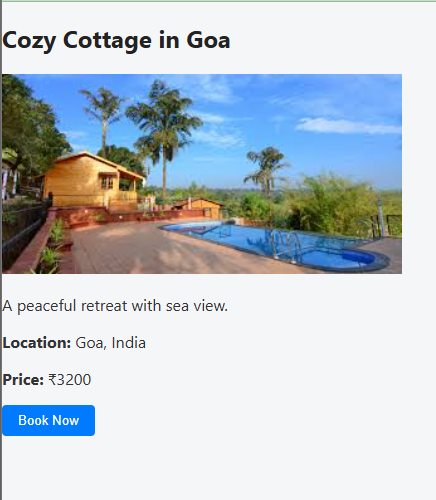 Cozy Cottage in Goa
A peaceful retreat with sea view.
Location: Goa, India
Price: ₹3200
Book Now